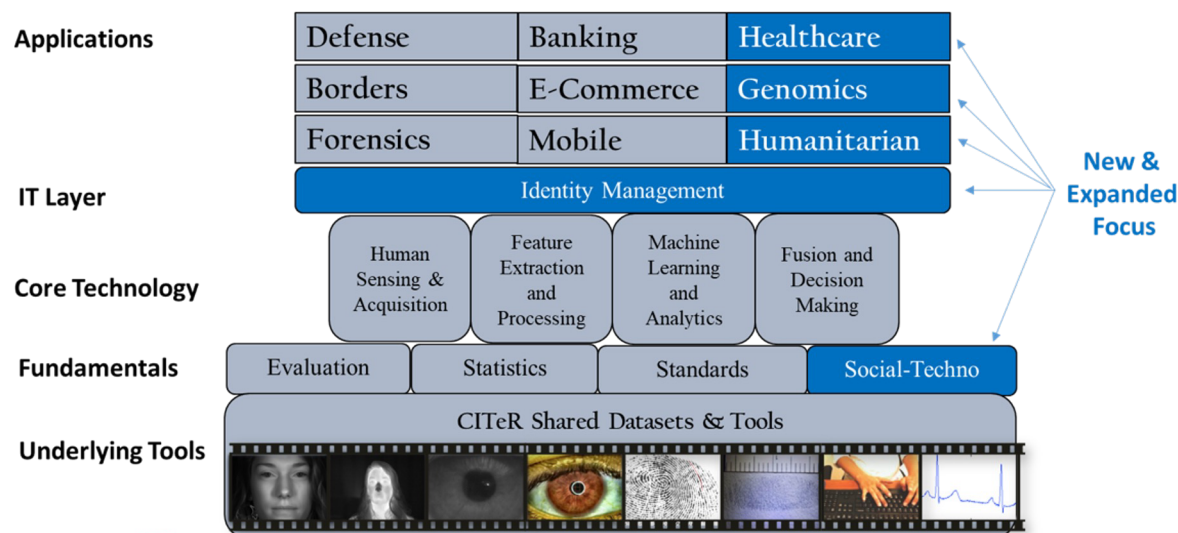 Applications
Defense
Banking
Healthcare
Borders
E-Commerce
Genomics
Forensics
Mobile
Humanitarian
IT Layer
Identity Management
New &
Expanded
Focus
Core Technology
Human
Sensing &
Acquisition
Feature
Extraction
and
Processing
Machine
Learning
and
Analytics
Fusion and
Decision
Making
Fundamentals
Evaluation
Statistics
Standards
Social-Techno
Underlying Tools
CITeR Shared Datasets & Tools